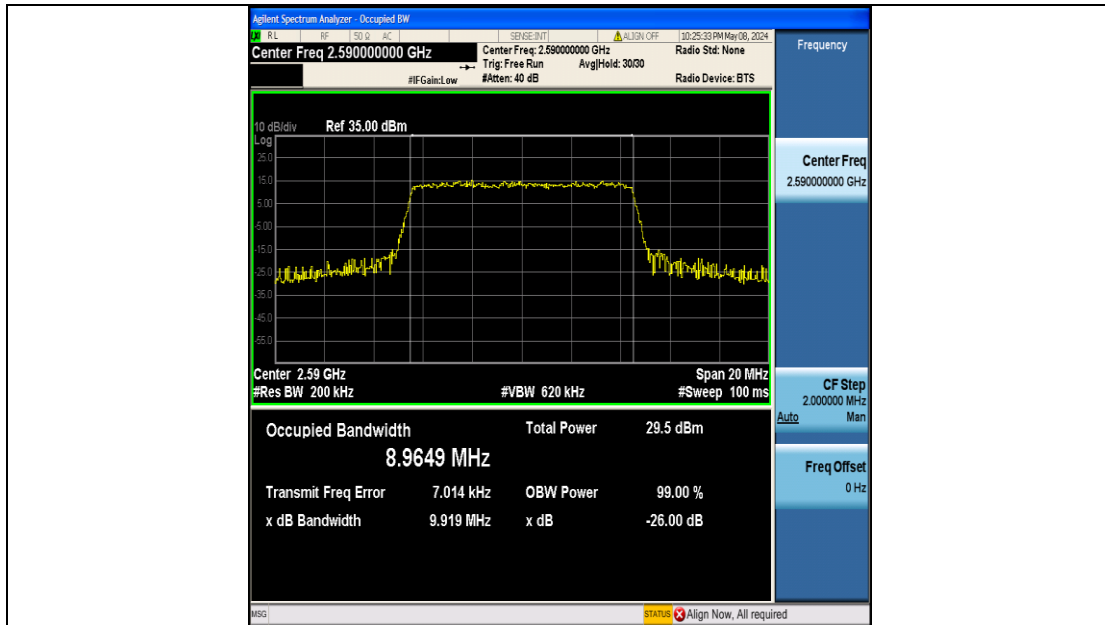 Agilent Spectrum Analyzer - Occupied BW
RL RF 50 Ω AC SENSE:INT ALIGN OFF 10:25:33 PM May 08, 2024
Center Freq 2.590000000 GHz
Center Freq: 2.590000000 GHz Radio Std: None
Trig: Free Run Avg|Hold: 30/30
#IFGain:Low #Atten: 40 dB Radio Device: BTS
Frequency
10 dB/div Ref 35.00 dBm
Log
25.0
15.0
5.00
-5.00
-15.0
-25.0
-35.0
-45.0
-55.0
Center 2.59 GHz Span 20 MHz
#Res BW 200 kHz #VBW 620 kHz #Sweep 100 ms
Center Freq
2.590000000 GHz
CF Step
2.000000 MHz
Auto Man
Freq Offset
0 Hz
Occupied Bandwidth Total Power 29.5 dBm
8.9649 MHz
Transmit Freq Error 7.014 kHz OBW Power 99.00 %
x dB Bandwidth 9.919 MHz x dB -26.00 dB
MSG STATUS Align Now, All required